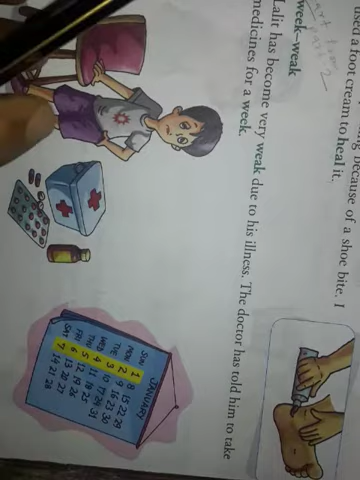 because of a shoe bite. I
used a foot cream to heal it.
week–weak
Lalit has become very weak due to his illness. The doctor has told him to take
medicines for a week.
JANUARY
SUN 1 8 15 22 29
MON 2 9 16 23 30
TUE 3 10 17 24 31
WED 4 11 18 25
THU 5 12 19 26
FRI 6 13 20 27
SAT 7 14 21 28